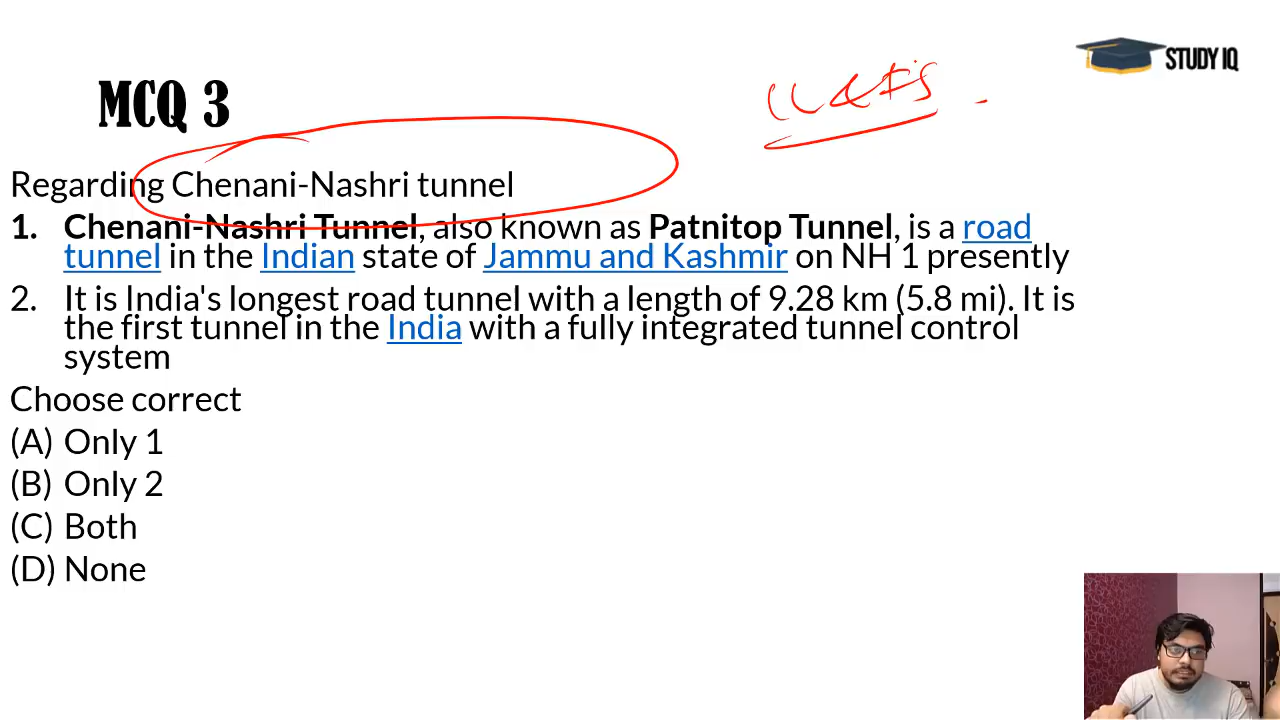 STUDY IQ
MCQ 3
Regarding Chenani-Nashri tunnel
1. Chenani-Nashri Tunnel, also known as Patnitop Tunnel, is a road
tunnel in the Indian state of Jammu and Kashmir on NH 1 presently
2. It is India's longest road tunnel with a length of 9.28 km (5.8 mi). It is
the first tunnel in the India with a fully integrated tunnel control
system
Choose correct
(A) Only 1
(B) Only 2
(C) Both
(D) None